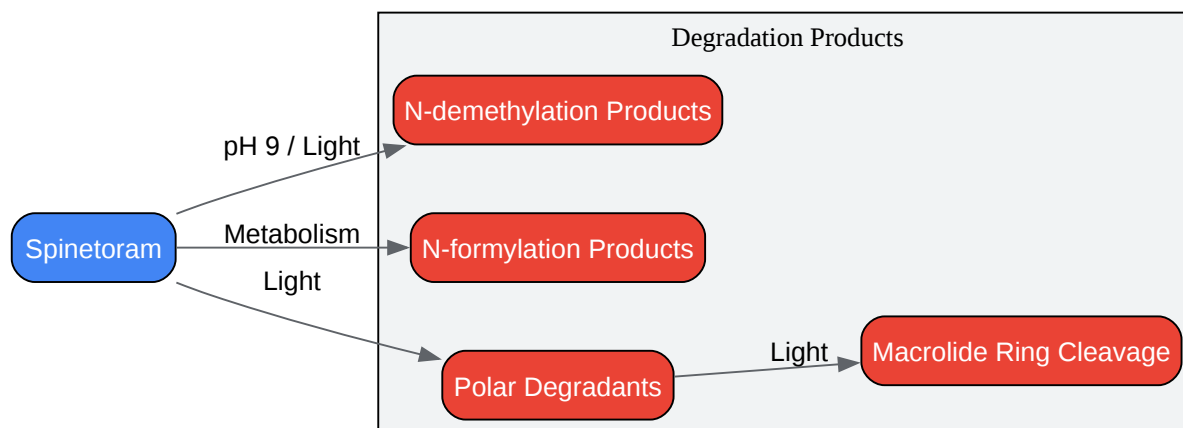 Degradation Products
N-demethylation Products
pH 9 / Light
Spinetoram
Metabolism
N-formylation Products
Light
Polar Degradants
Light
Macrolide Ring Cleavage